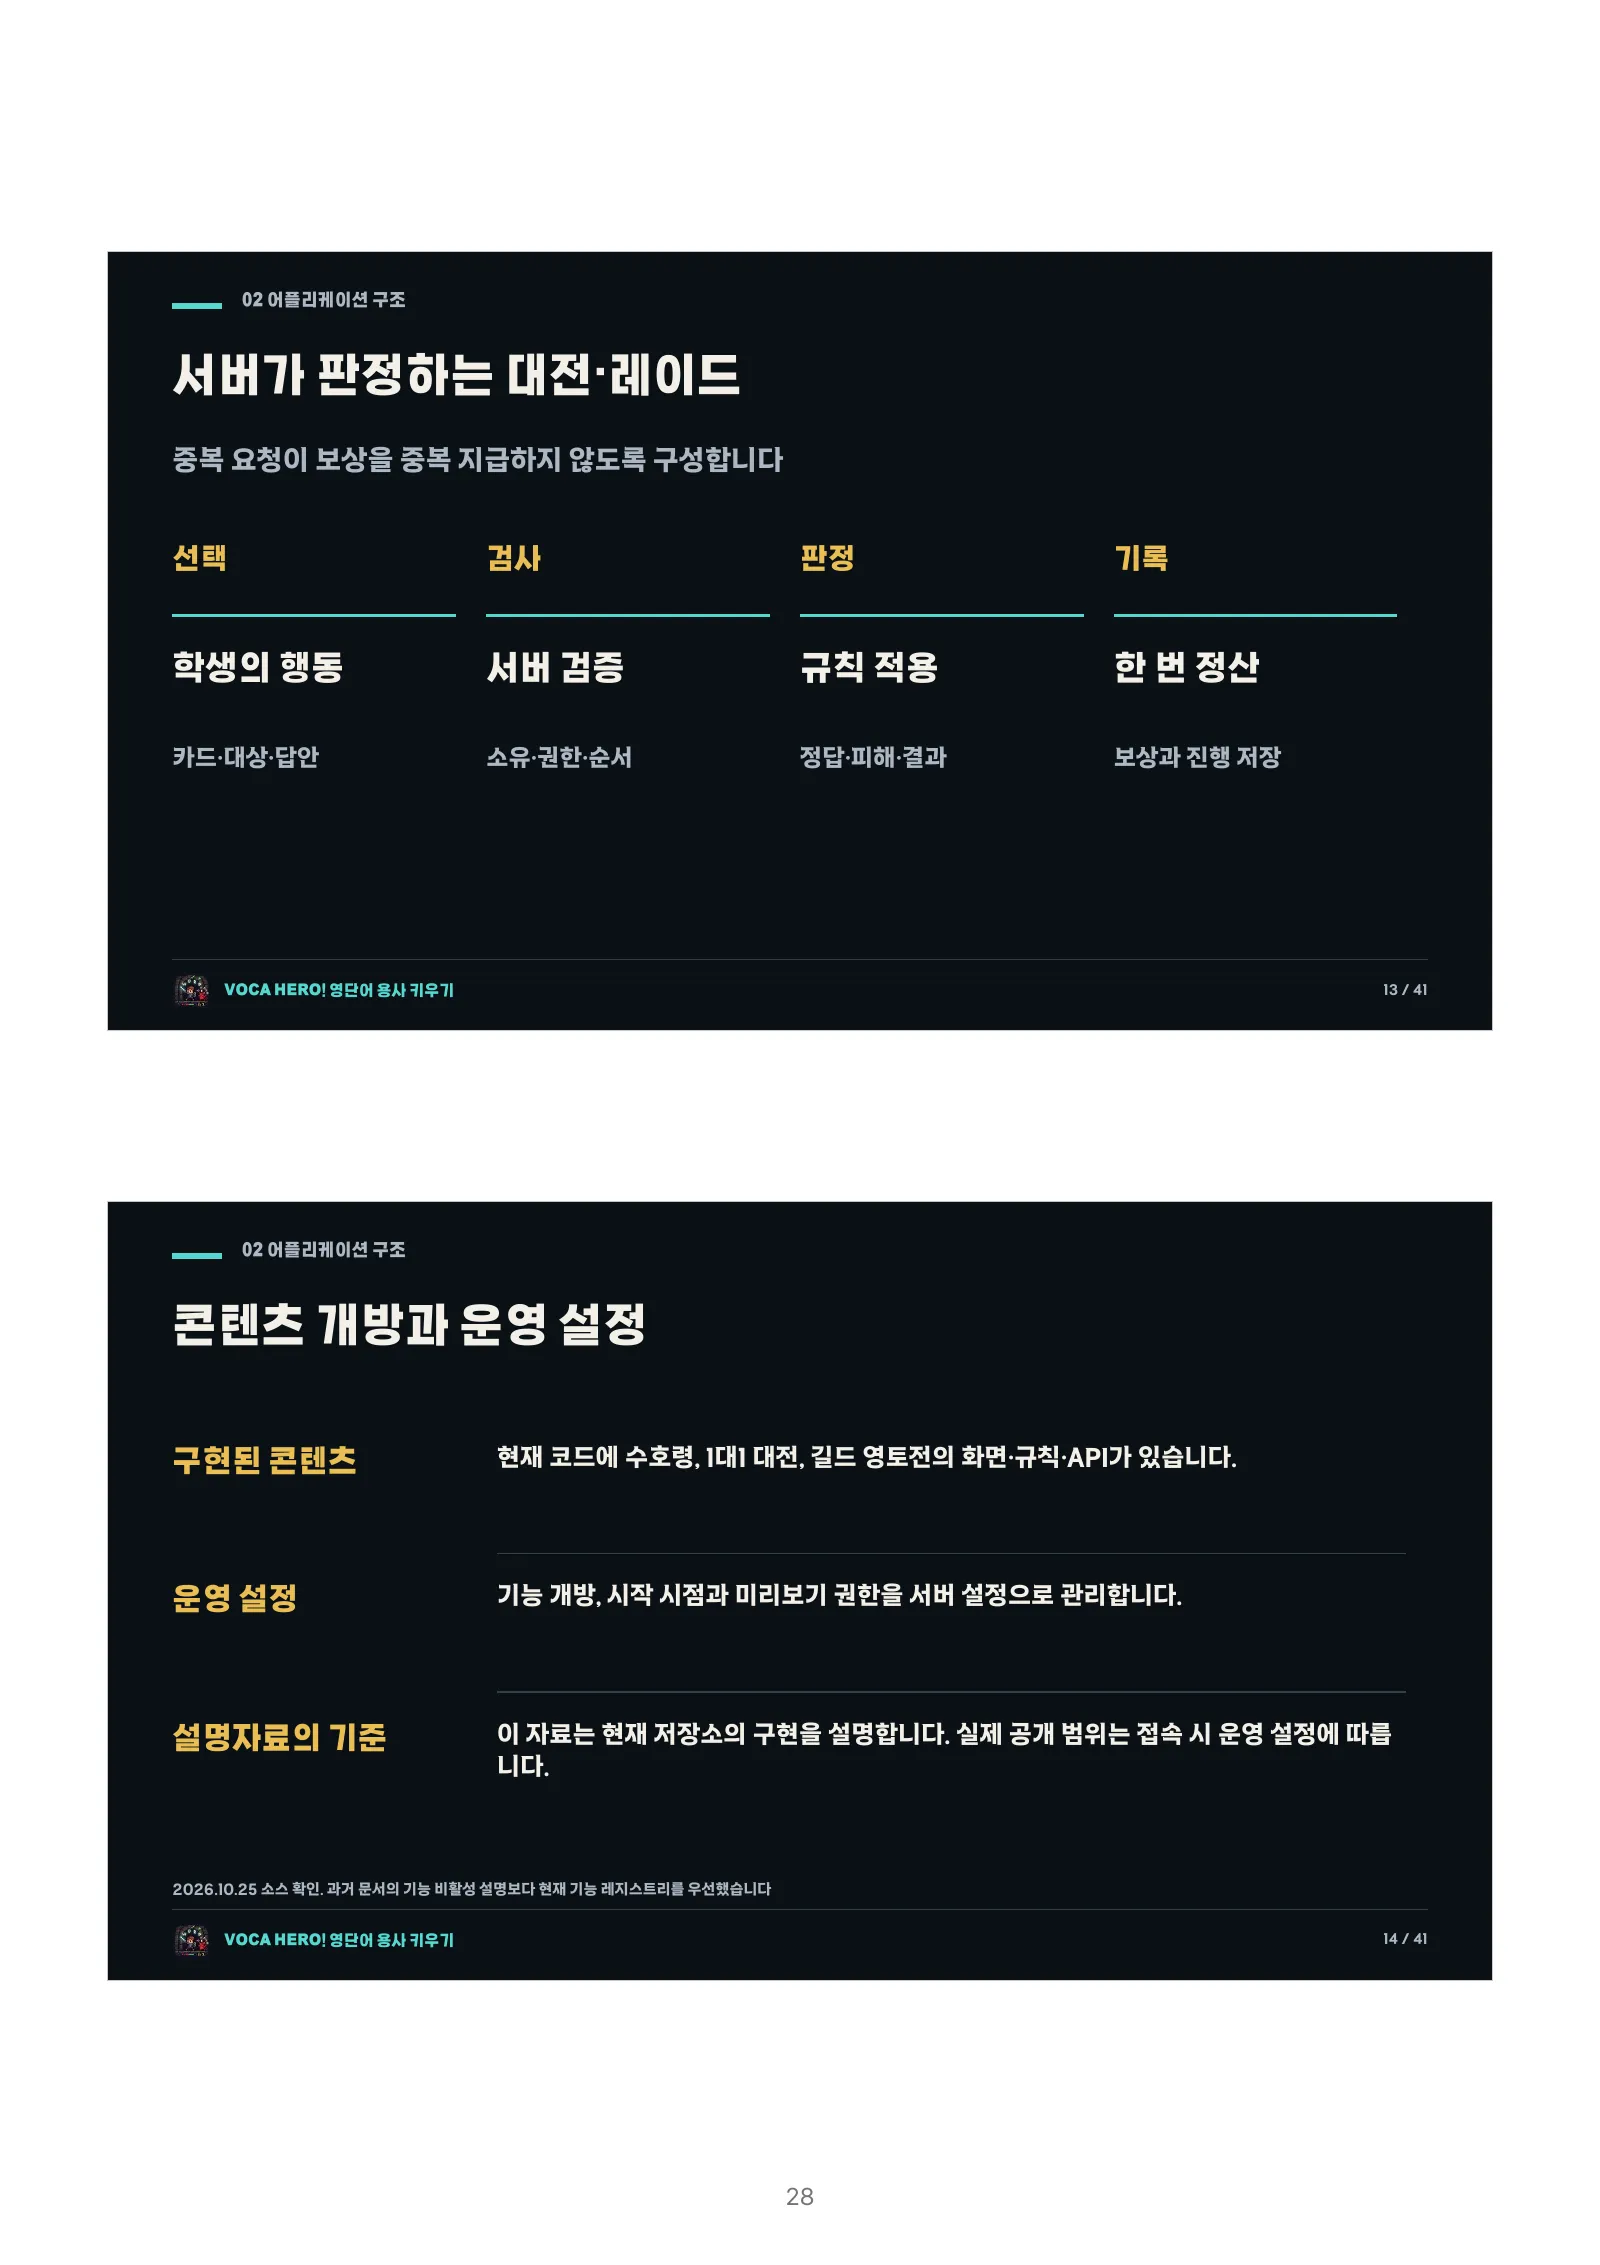 02 어플리케이션 구조
서버가 판정하는 대전·레이드
중복 요청이 보상을 중복 지급하지 않도록 구성합니다
선택
검사
판정
기록
학생의 행동
서버 검증
규칙 적용
한 번 정산
카드·대상·답안
소유·권한·순서
정답·피해·결과
보상과 진행 저장
VOCA HERO! 영단어 용사 키우기
13 / 41
02 어플리케이션 구조
콘텐츠 개방과 운영 설정
구현된 콘텐츠
현재 코드에 수호령, 1대1 대전, 길드 영토전의 화면·규칙·API가 있습니다.
운영 설정
기능 개방, 시작 시점과 미리보기 권한을 서버 설정으로 관리합니다.
설명자료의 기준
이 자료는 현재 저장소의 구현을 설명합니다. 실제 공개 범위는 접속 시 운영 설정에 따릅
니다.
2026.10.25 소스 확인. 과거 문서의 기능 비활성 설명보다 현재 기능 레지스트리를 우선했습니다
VOCA HERO! 영단어 용사 키우기
14 / 41
28